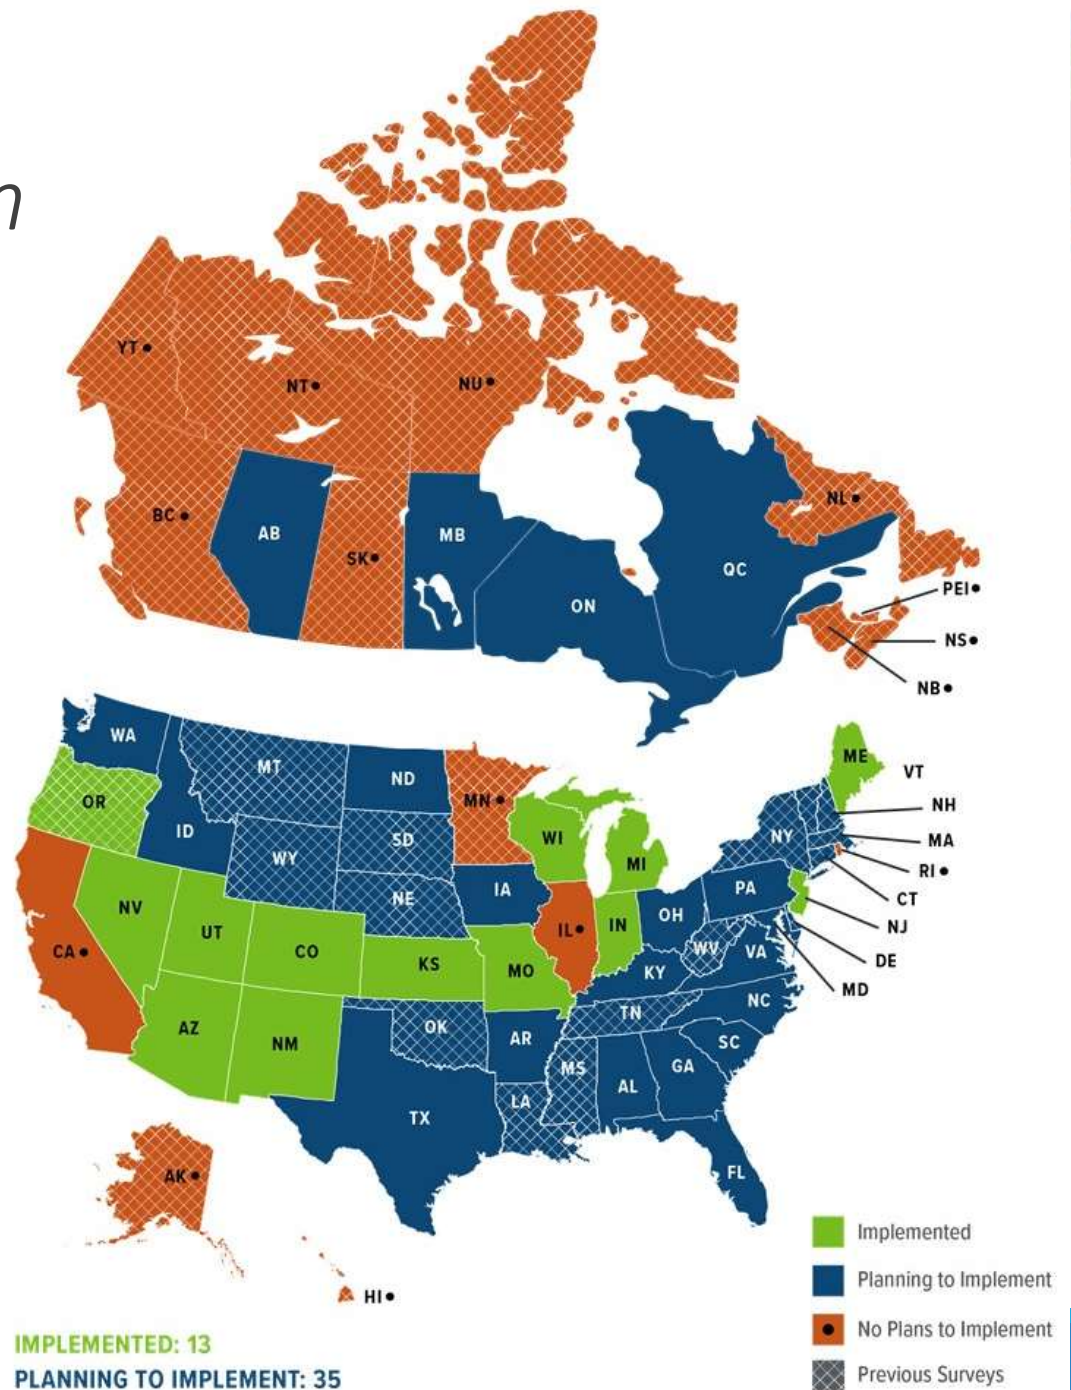 n
YT
NT
NU
BC
AB
SK
MB
ON
QC
NL
PEI
NS
NB
WA
MT
ND
MN
OR
ID
WY
SD
NE
IA
WI
MI
ME
VT
NH
MA
RI
CT
NJ
DE
MD
NY
PA
OH
IN
IL
CA
NV
UT
CO
KS
MO
KY
WV
VA
NC
TN
SC
GA
AL
MS
AR
OK
AZ
NM
LA
TX
FL
AK
HI
Implemented
Planning to Implement
No Plans to Implement
Previous Surveys
IMPLEMENTED: 13
PLANNING TO IMPLEMENT: 35